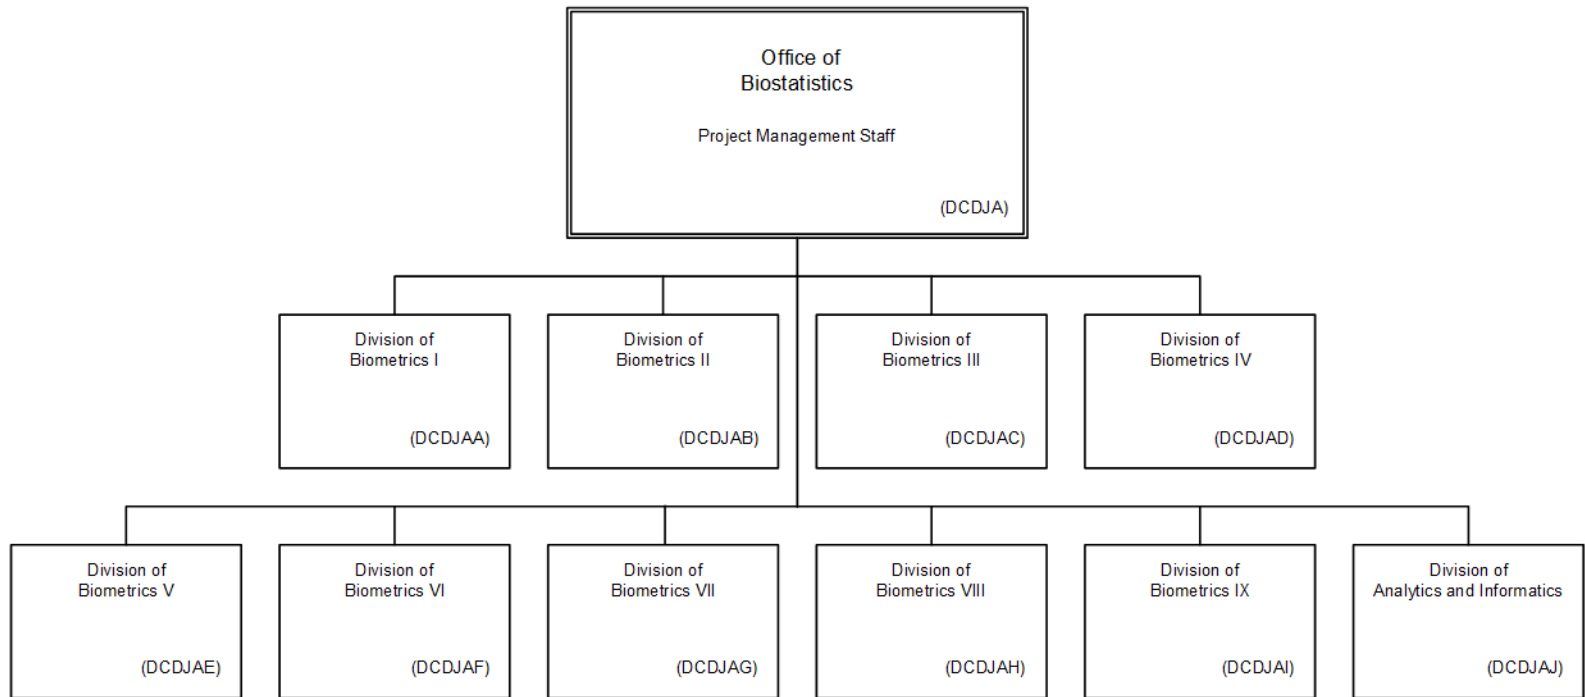 Office of
Biostatistics
Project Management Staff
(DCDJA)
Division of
Biometrics I
(DCDJAA)
Division of
Biometrics II
(DCDJAB)
Division of
Biometrics III
(DCDJAC)
Division of
Biometrics IV
(DCDJAD)
Division of
Biometrics V
(DCDJAE)
Division of
Biometrics VI
(DCDJAF)
Division of
Biometrics VII
(DCDJAG)
Division of
Biometrics VIII
(DCDJAH)
Division of
Biometrics IX
(DCDJAI)
Division of
Analytics and Informatics
(DCDJAJ)